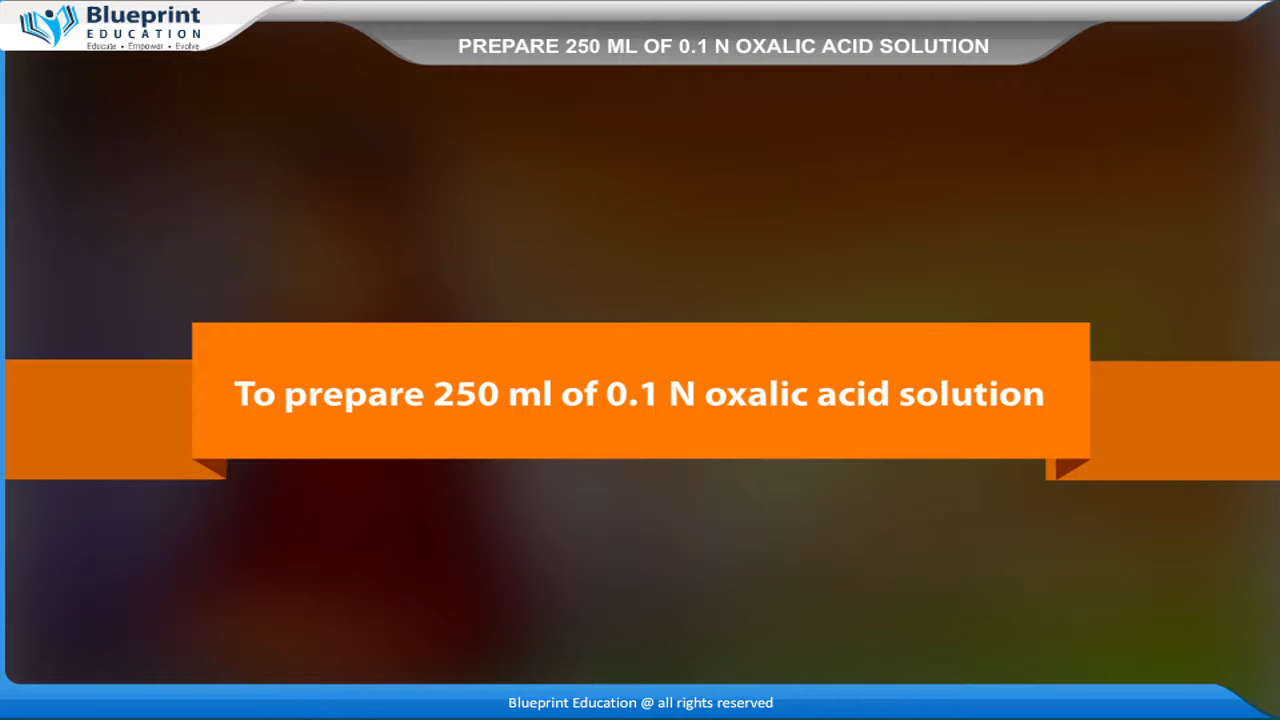 Blueprint
EDUCATION
Educate • Empower • Evolve
PREPARE 250 ML OF 0.1 N OXALIC ACID SOLUTION
To prepare 250 ml of 0.1 N oxalic acid solution
Blueprint Education @ all rights reserved